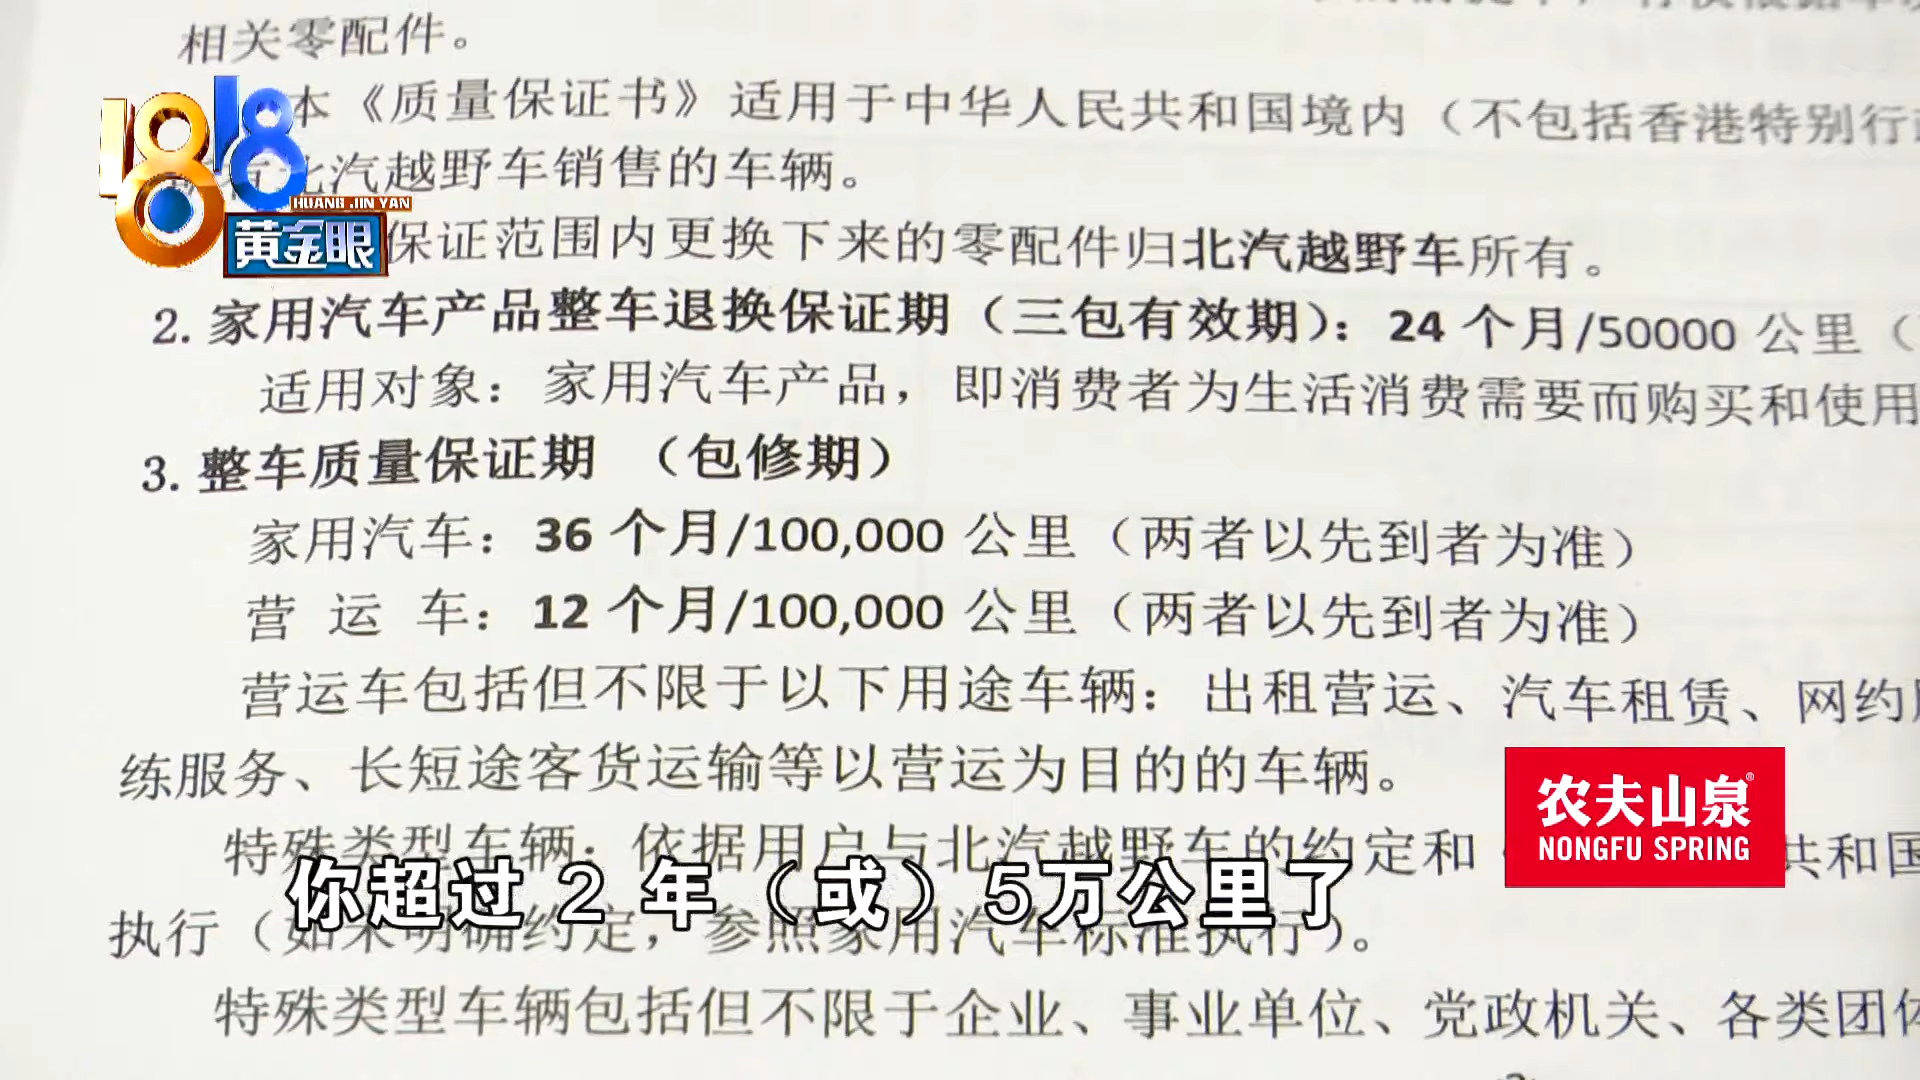 相关零配件。
本《质量保证书》适用于中华人民共和国境内（不包括香港特别行
北汽越野车销售的车辆。
保证范围内更换下来的零配件归北汽越野车所有。
2. 家用汽车产品整车退换保证期（三包有效期）：24 个月/50000 公里（
适用对象：家用汽车产品，即消费者为生活消费需要而购买和使用
3. 整车质量保证期 （包修期）
家用汽车：36 个月/100,000 公里（两者以先到者为准）
营 运 车：12 个月/100,000 公里（两者以先到者为准）
营运车包括但不限于以下用途车辆：出租营运、汽车租赁、网约
练服务、长短途客货运输等以营运为目的的车辆。
特殊类型车辆：依据用户与北汽越野车的约定和 共和国
执行（如未明确约定，参照家用汽车标准执行）。
特殊类型车辆包括但不限于企业、事业单位、党政机关、各类团体
1818
HUANG JIN YAN
黄金眼
农夫山泉®
NONGFU SPRING
你超过 2 年（或）5万公里了